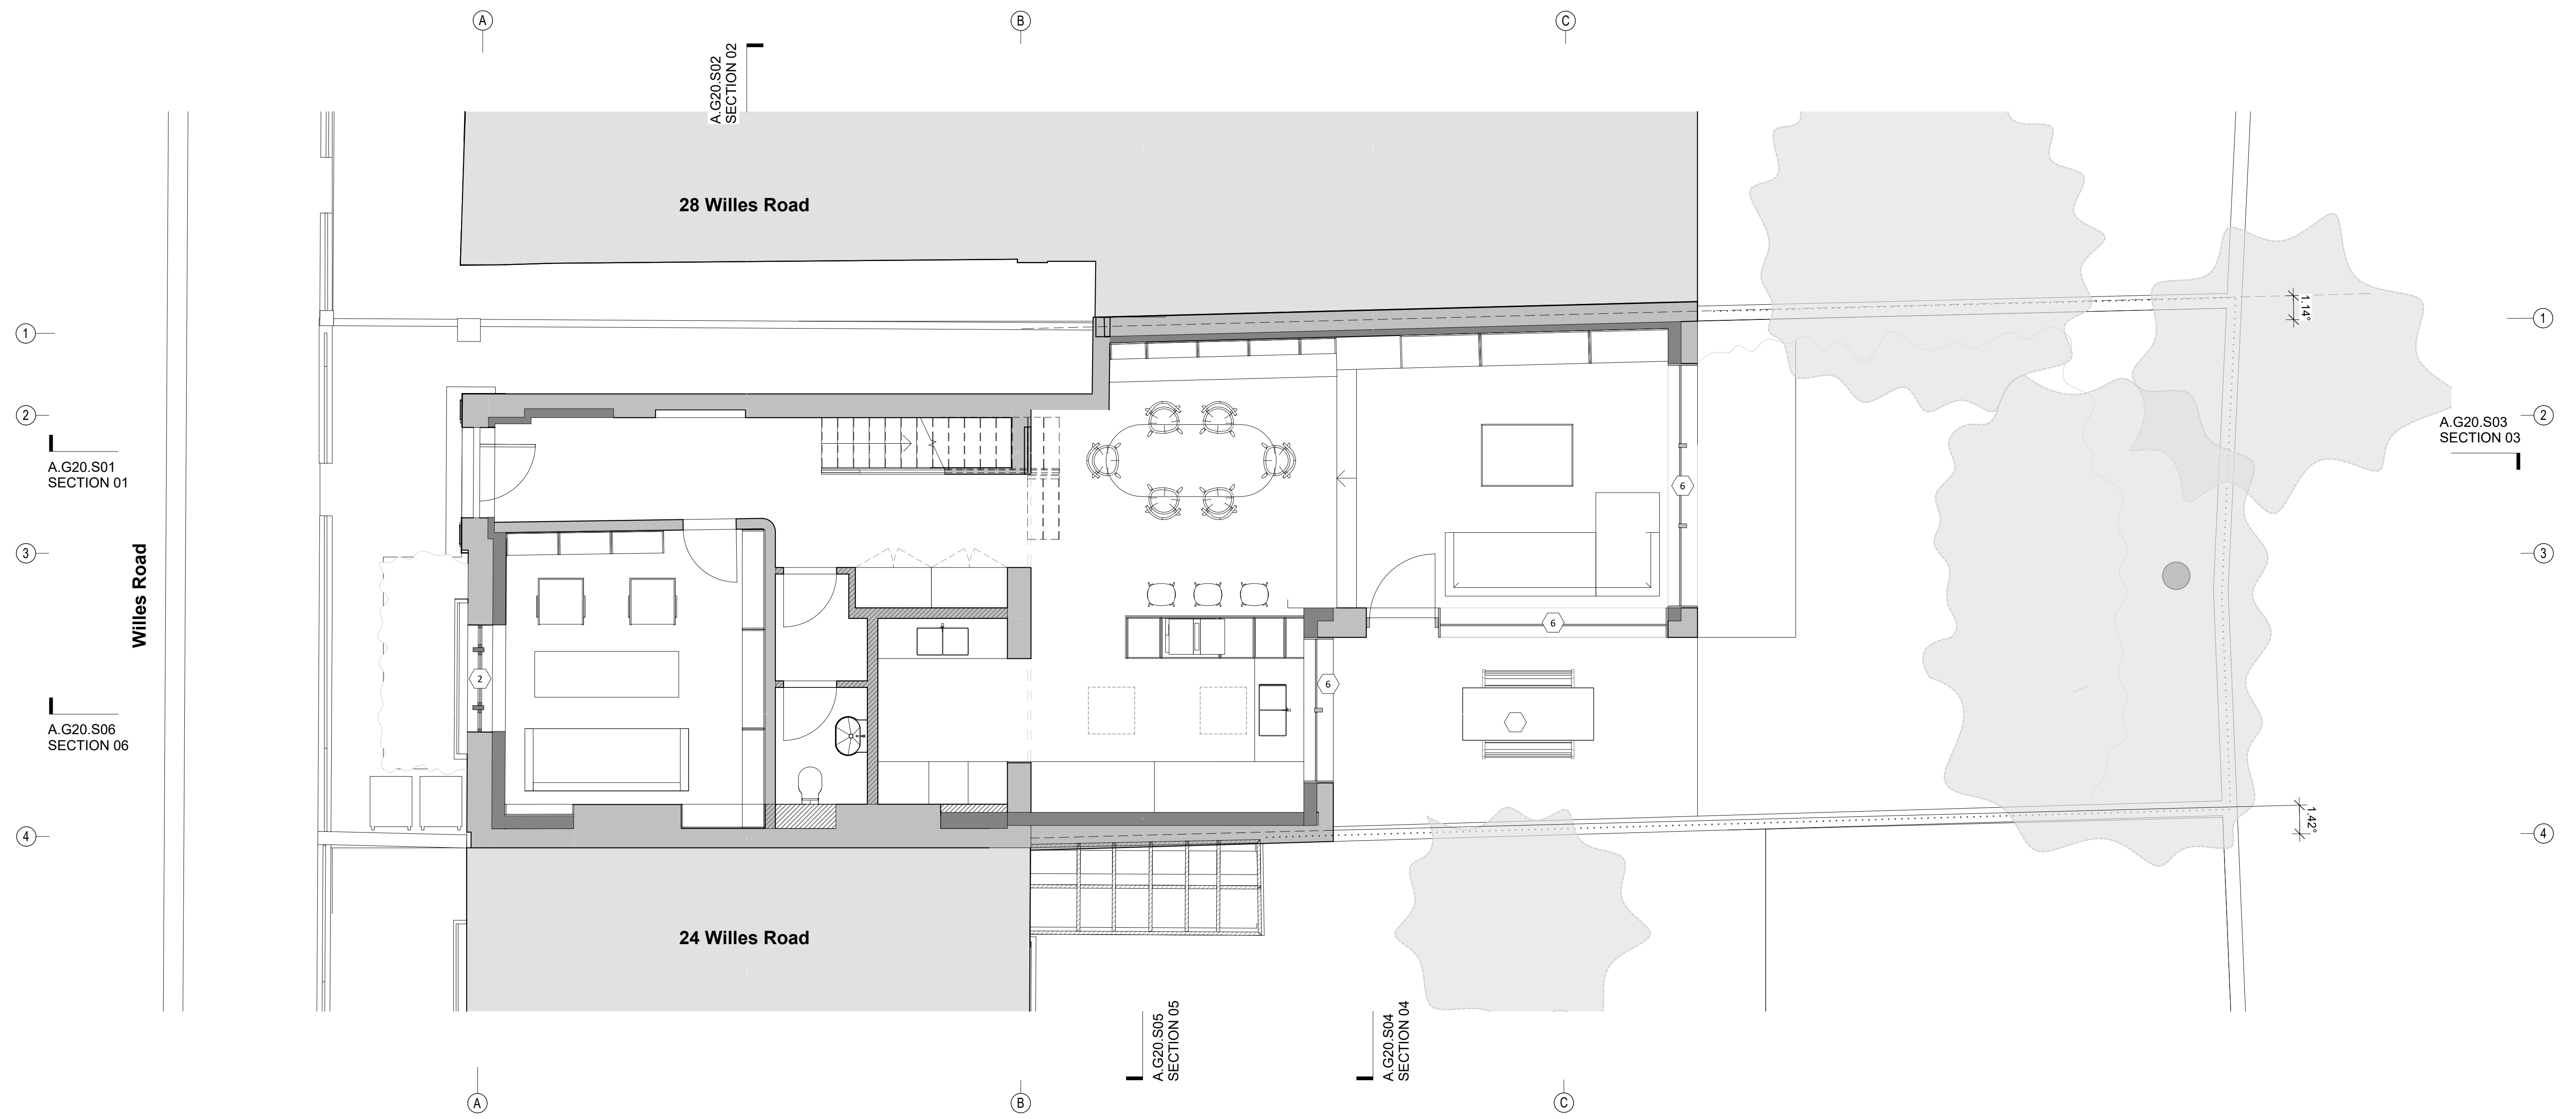 A
B
C
A.G20.S02
SECTION 02
28 Willes Road
1
1
1.14°
2
2
A.G20.S01
SECTION 01
A.G20.S03
SECTION 03
6
3
3
Willes Road
6
2
6
A.G20.S06
SECTION 06
4
4
1.42°
24 Willes Road
A.G20.S05
SECTION 05
A.G20.S04
SECTION 04
A
B
C